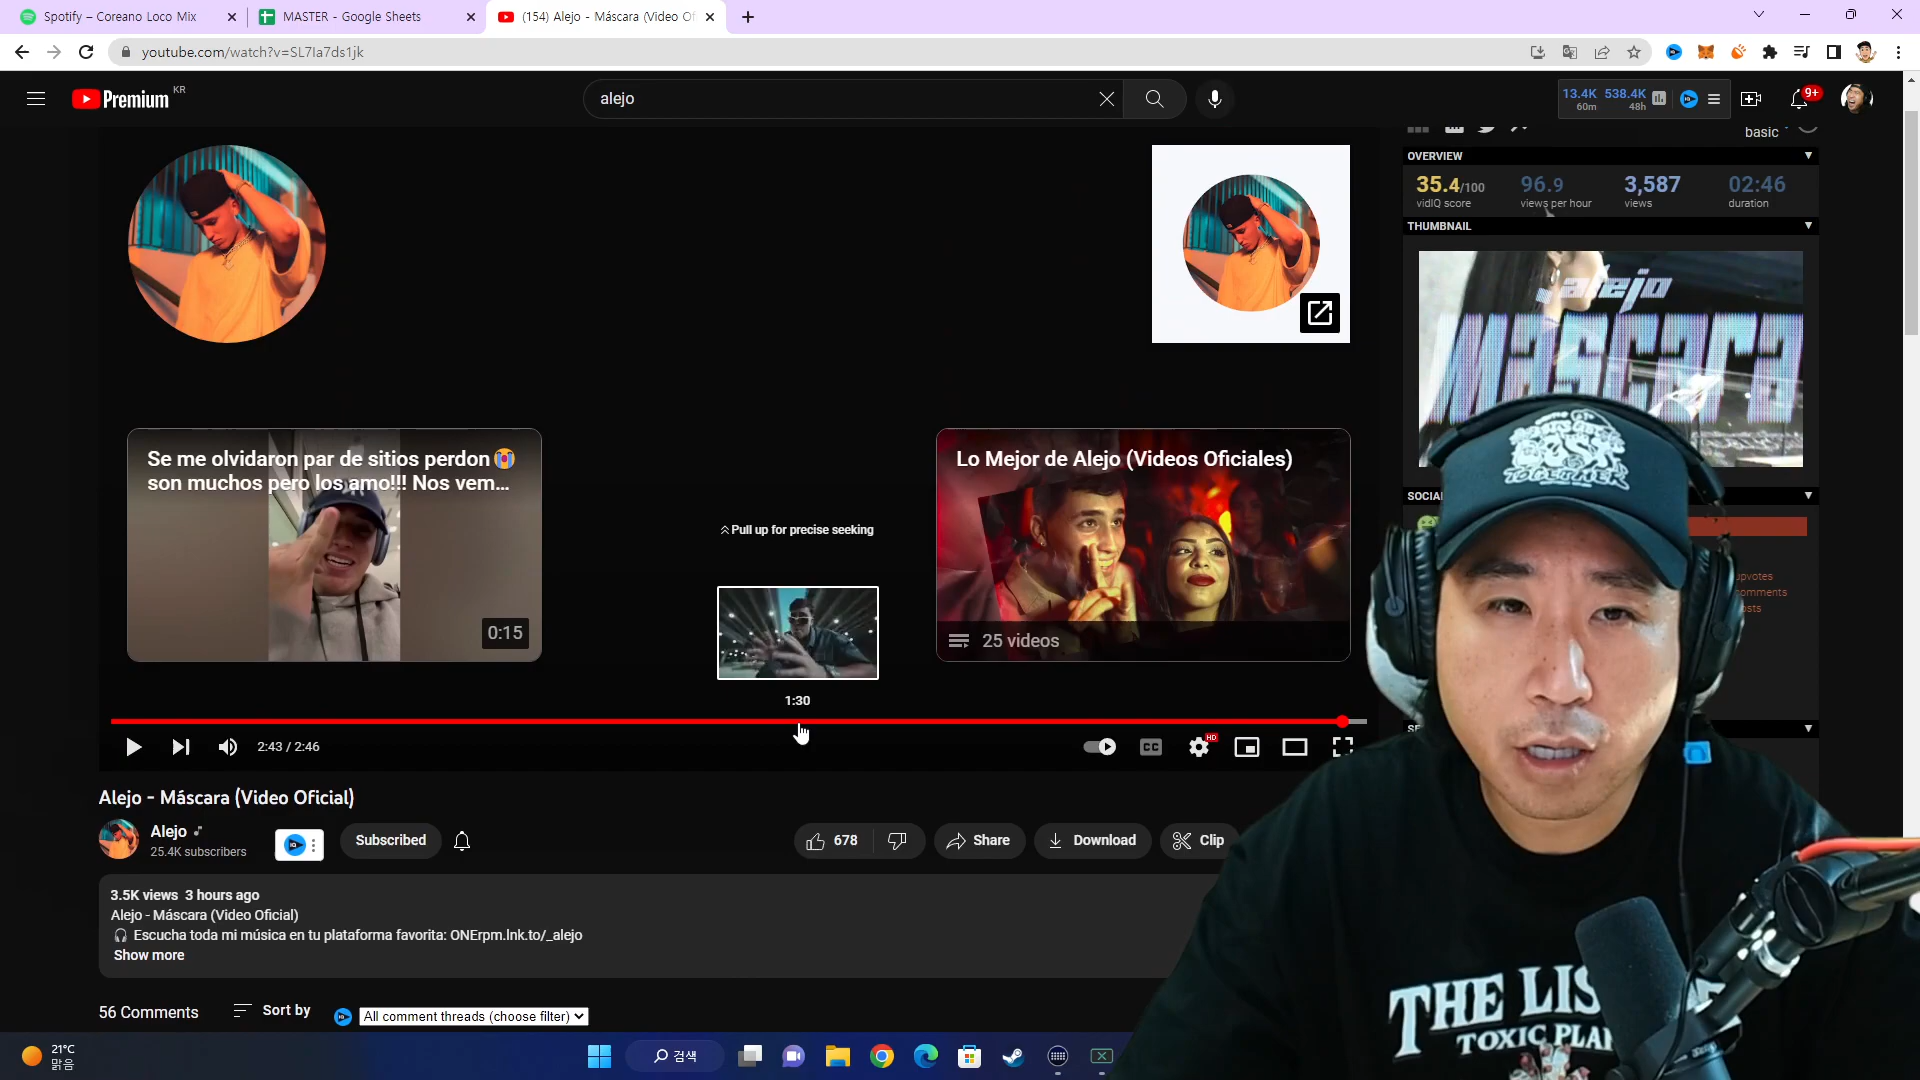 Spotify – Coreano Loco Mix
MASTER - Google Sheets
(154) Alejo - Máscara (Video Of
youtube.com/watch?v=SL7Ia7ds1jk
Premium
KR
alejo
13.4K 538.4K
60m 48h
9+
basic
OVERVIEW
35.4/100
vidIQ score
96.9
views per hour
3,587
views
02:46
duration
THUMBNAIL
alejo
MASCARA
SOCIAL
upvotes
comments
Se me olvidaron par de sitios perdon😭
son muchos pero los amo!!! Nos vem...
0:15
Lo Mejor de Alejo (Videos Oficiales)
25 videos
Pull up for precise seeking
1:30
2:43 / 2:46
CC
HD
Alejo - Máscara (Video Oficial)
Alejo
25.4K subscribers
Subscribed
678
Share
Download
Clip
3.5K views 3 hours ago
Alejo - Máscara (Video Oficial)
🎧 Escucha toda mi música en tu plataforma favorita: ONErpm.lnk.to/_alejo
Show more
56 Comments
Sort by
All comment threads (choose filter)
THE LIS
TOXIC PLA
TOGETHER
21°C
맑음
검색